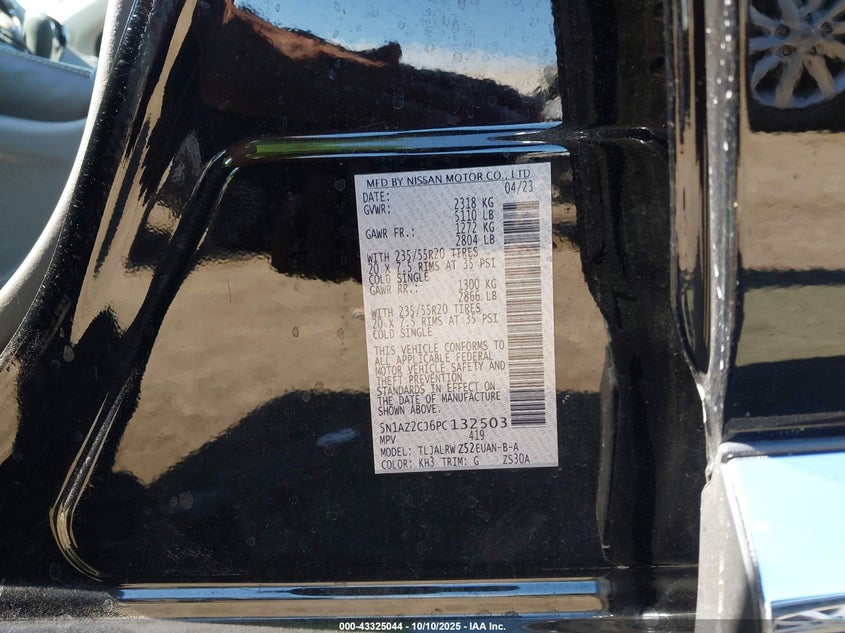 MFD BY NISSAN MOTOR CO., LTD
DATE: 04/23
GVWR: 2318 KG
5110 LB
GAWR FR.: 1272 KG
2804 LB
WITH 235/55R20 TIRES
20 X 7.5 RIMS AT 35 PSI
COLD SINGLE
GAWR RR.: 1300 KG
2866 LB
WITH 235/55R20 TIRES
20 X 7.5 RIMS AT 35 PSI
COLD SINGLE
THIS VEHICLE CONFORMS TO
ALL APPLICABLE FEDERAL
MOTOR VEHICLE SAFETY AND
THEFT PREVENTION
STANDARDS IN EFFECT ON
THE DATE OF MANUFACTURE
SHOWN ABOVE.
5N1AZ2CJ6PC132503
MPV 419
MODEL: TLJALRW Z52EUAN-B-A
COLOR: KH3 TRIM: G ZS30A
000-43325044 - 10/10/2025 - IAA Inc.